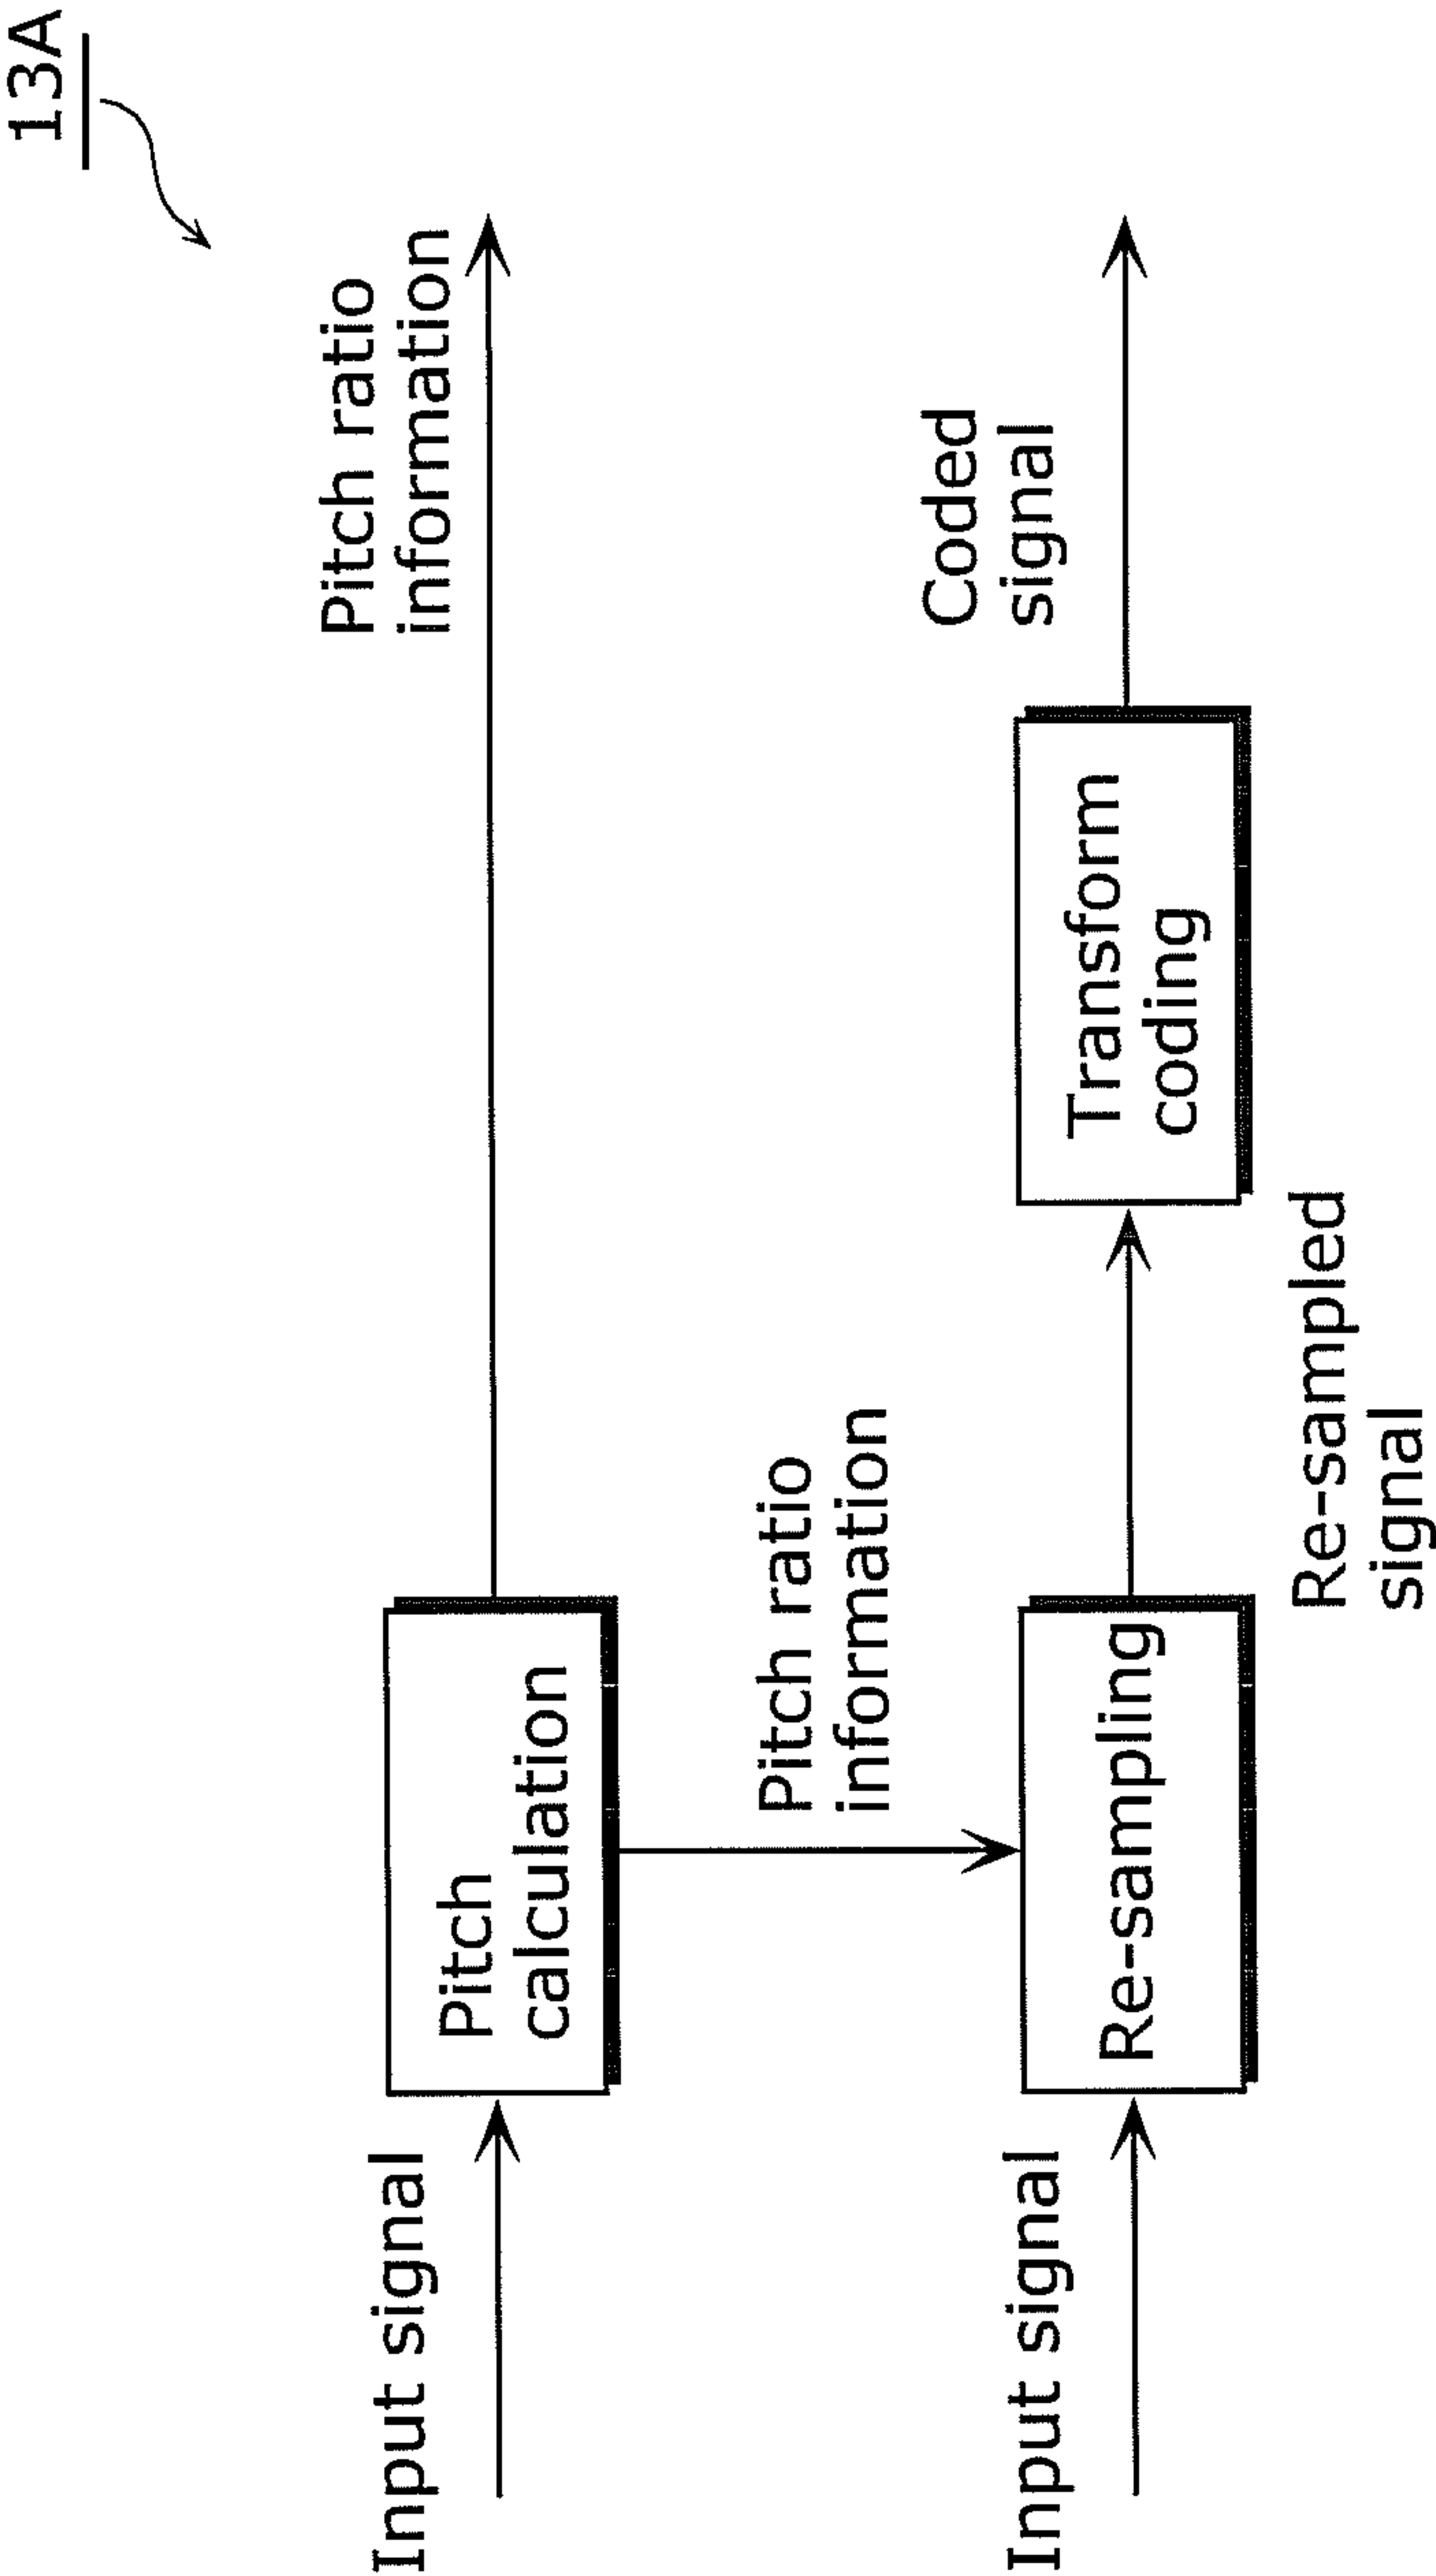 13A
Input signal
Pitch
calculation
Pitch ratio
information
Pitch ratio
information
Input signal
Re-sampling
Re-sampled
signal
Transform
coding
Coded
signal